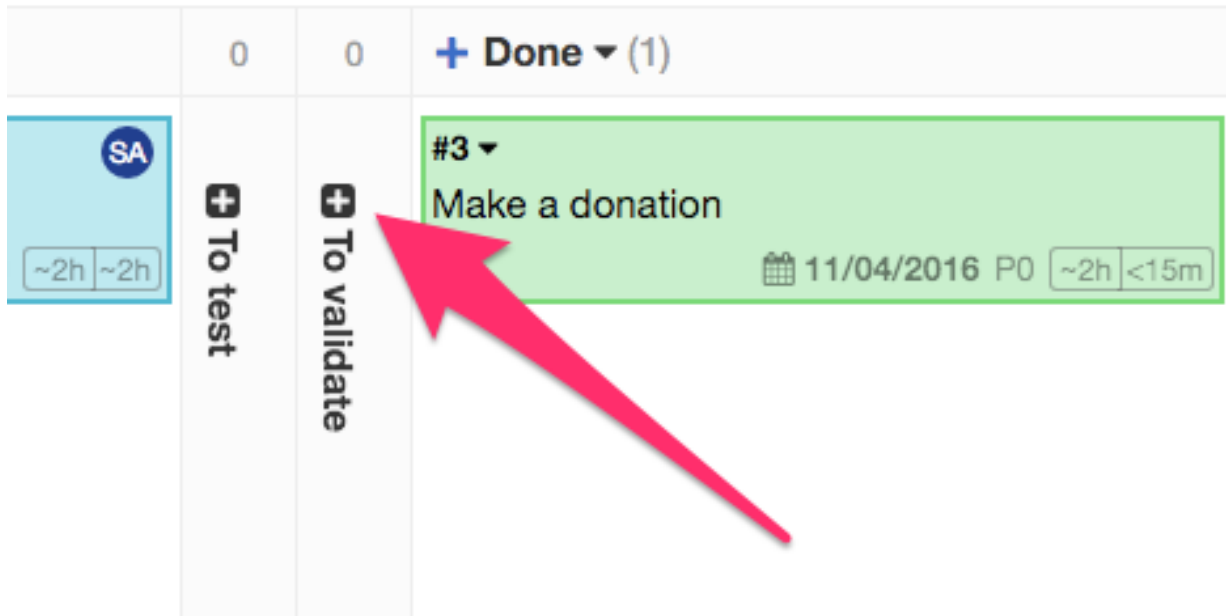 0
0
+ Done (1)
SA
~2h ~2h
To test
To validate
#3
Make a donation
11/04/2016 P0 ~2h <15m